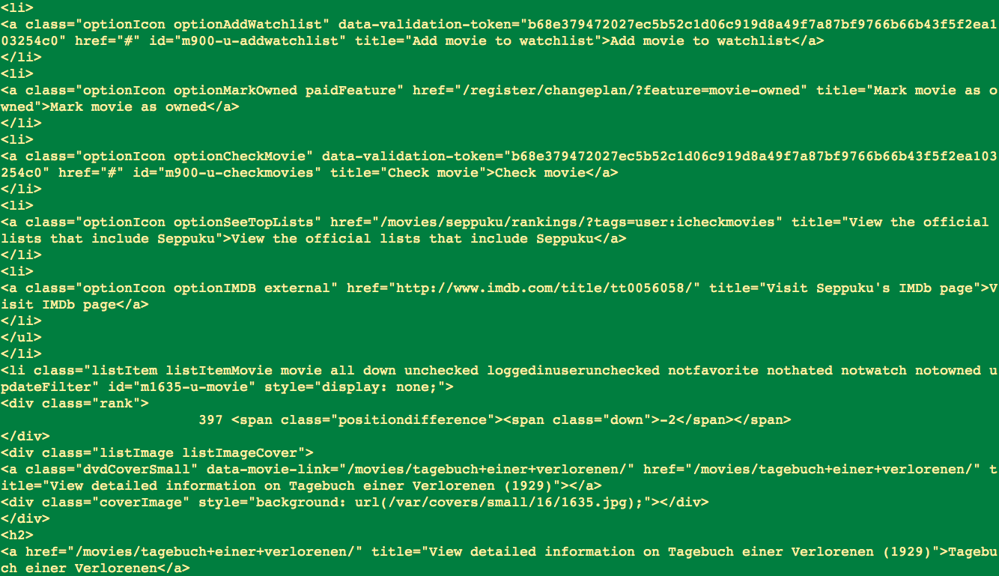 <li>
<a class="optionIcon optionAddWatchlist" data-validation-token="b68e379472027ec5b52c1d06c919d8a49f7a87bf9766b66b43f5f2ea1
03254c0" href="#" id="m900-u-addwatchlist" title="Add movie to watchlist">Add movie to watchlist</a>
</li>
<li>
<a class="optionIcon optionMarkOwned paidFeature" href="/register/changeplan/?feature=movie-owned" title="Mark movie as o
wned">Mark movie as owned</a>
</li>
<li>
<a class="optionIcon optionCheckMovie" data-validation-token="b68e379472027ec5b52c1d06c919d8a49f7a87bf9766b66b43f5f2ea103
254c0" href="#" id="m900-u-checkmovies" title="Check movie">Check movie</a>
</li>
<li>
<a class="optionIcon optionSeeTopLists" href="/movies/seppuku/rankings/?tags=user:icheckmovies" title="View the official
lists that include Seppuku">View the official lists that include Seppuku</a>
</li>
<li>
<a class="optionIcon optionIMDB external" href="http://www.imdb.com/title/tt0056058/" title="Visit Seppuku's IMDb page">V
isit IMDb page</a>
</li>
</ul>
</li>
<li class="listItem listItemMovie movie all down unchecked loggedinuserunchecked notfavorite nothated notwatch notowned u
pdateFilter" id="m1635-u-movie" style="display: none;">
<div class="rank">
397 <span class="positiondifference"><span class="down">-2</span></span>
</div>
<div class="listImage listImageCover">
<a class="dvdCoverSmall" data-movie-link="/movies/tagebuch+einer+verlorenen/" href="/movies/tagebuch+einer+verlorenen/" t
itle="View detailed information on Tagebuch einer Verlorenen (1929)"></a>
<div class="coverImage" style="background: url(/var/covers/small/16/1635.jpg);"></div>
</div>
<h2>
<a href="/movies/tagebuch+einer+verlorenen/" title="View detailed information on Tagebuch einer Verlorenen (1929)">Tagebu
ch einer Verlorenen</a>